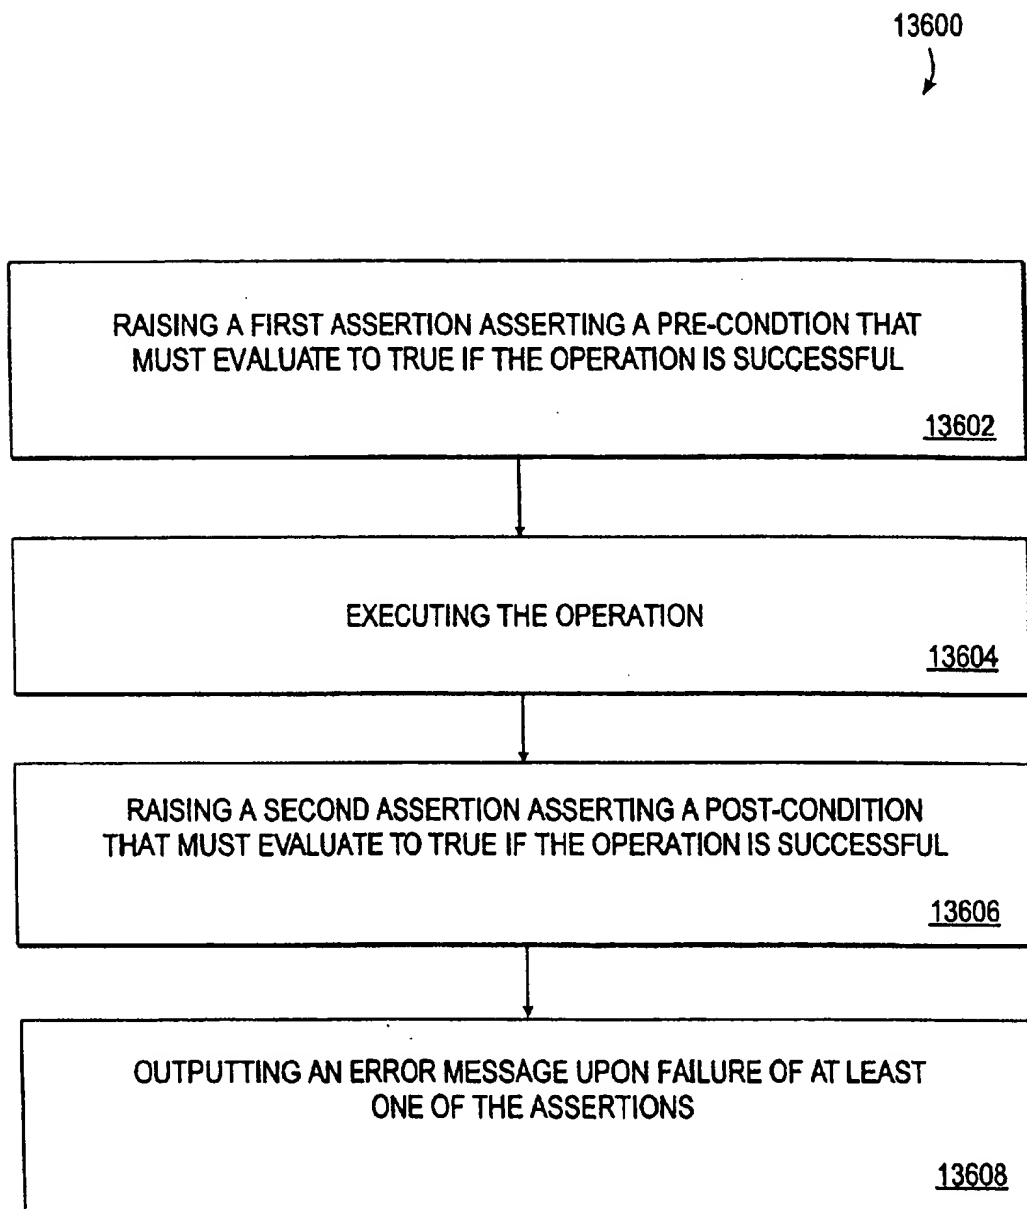 13600
RAISING A FIRST ASSERTION ASSERTING A PRE-CONDTION THAT
MUST EVALUATE TO TRUE IF THE OPERATION IS SUCCESSFUL
13602
EXECUTING THE OPERATION
13604
RAISING A SECOND ASSERTION ASSERTING A POST-CONDITION
THAT MUST EVALUATE TO TRUE IF THE OPERATION IS SUCCESSFUL
13606
OUTPUTTING AN ERROR MESSAGE UPON FAILURE OF AT LEAST
ONE OF THE ASSERTIONS
13608